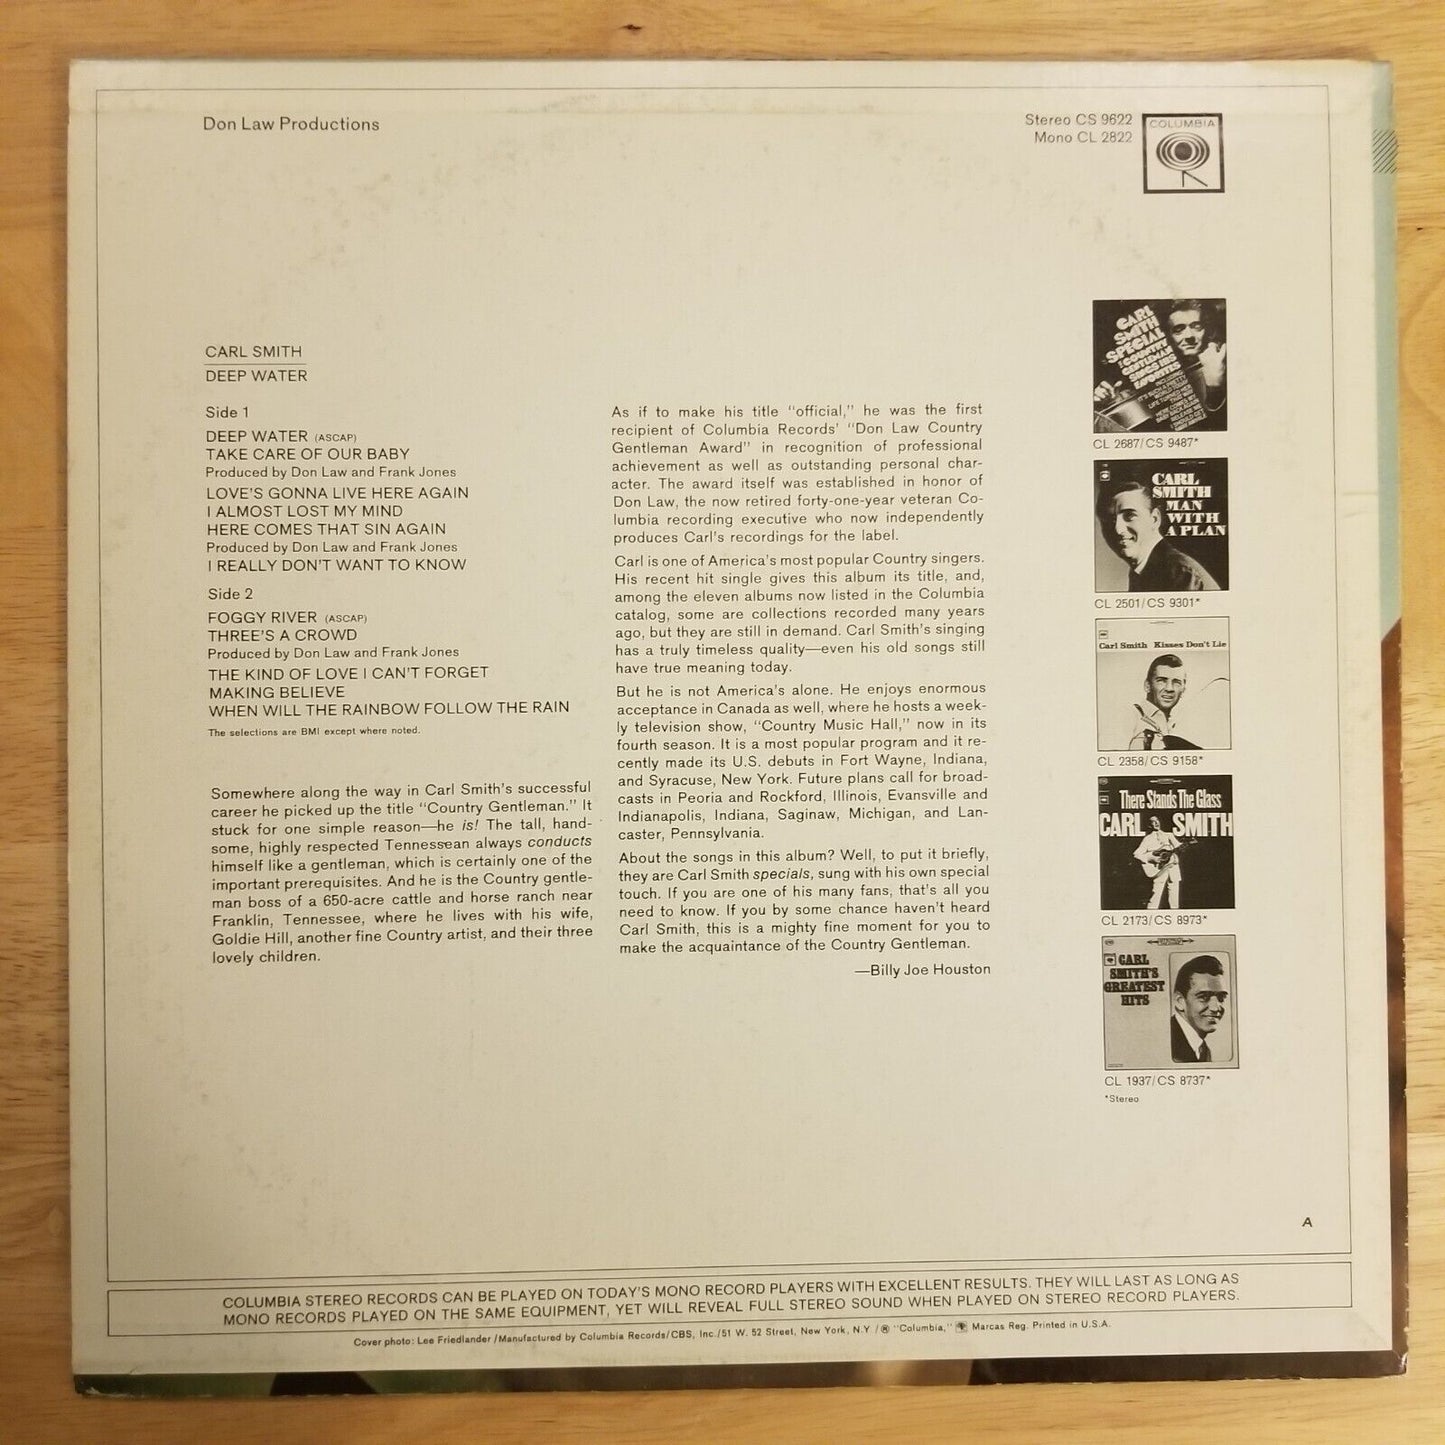 Don Law Productions
Stereo CS 9622
Mono CL 2822
COLUMBIA
CARL SMITH
DEEP WATER
Side 1
DEEP WATER (ASCAP)
TAKE CARE OF OUR BABY
Produced by Don Law and Frank Jones
LOVE'S GONNA LIVE HERE AGAIN
I ALMOST LOST MY MIND
HERE COMES THAT SIN AGAIN
Produced by Don Law and Frank Jones
I REALLY DON'T WANT TO KNOW
Side 2
FOGGY RIVER (ASCAP)
THREE'S A CROWD
Produced by Don Law and Frank Jones
THE KIND OF LOVE I CAN'T FORGET
MAKING BELIEVE
WHEN WILL THE RAINBOW FOLLOW THE RAIN
The selections are BMI except where noted.
Somewhere along the way in Carl Smith's successful
career he picked up the title "Country Gentleman." It
stuck for one simple reason—he is! The tall, hand-
some, highly respected Tennessean always conducts
himself like a gentleman, which is certainly one of the
important prerequisites. And he is the Country gentle-
man boss of a 650-acre cattle and horse ranch near
Franklin, Tennessee, where he lives with his wife,
Goldie Hill, another fine Country artist, and their three
lovely children.
As if to make his title "official," he was the first
recipient of Columbia Records' "Don Law Country
Gentleman Award" in recognition of professional
achievement as well as outstanding personal char-
acter. The award itself was established in honor of
Don Law, the now retired forty-one-year veteran Co-
lumbia recording executive who now independently
produces Carl's recordings for the label.
Carl is one of America's most popular Country singers.
His recent hit single gives this album its title, and,
among the eleven albums now listed in the Columbia
catalog, some are collections recorded many years
ago, but they are still in demand. Carl Smith's singing
has a truly timeless quality—even his old songs still
have true meaning today.
But he is not America's alone. He enjoys enormous
acceptance in Canada as well, where he hosts a week-
ly television show, "Country Music Hall," now in its
fourth season. It is a most popular program and it re-
cently made its U.S. debuts in Fort Wayne, Indiana,
and Syracuse, New York. Future plans call for broad-
casts in Peoria and Rockford, Illinois, Evansville and
Indianapolis, Indiana, Saginaw, Michigan, and Lan-
caster, Pennsylvania.
About the songs in this album? Well, to put it briefly,
they are Carl Smith specials, sung with his own special
touch. If you are one of his many fans, that's all you
need to know. If you by some chance haven't heard
Carl Smith, this is a mighty fine moment for you to
make the acquaintance of the Country Gentleman.
—Billy Joe Houston
CARL
SMITH
SPECIAL
CL 2687/CS 9487*
CARL
SMITH
MAN
WITH
A PLAN
CL 2501/CS 9301*
Carl Smith Kisses Don't Lie
CL 2358/CS 9158*
There Stands The Glass
CARL SMITH
CL 2173/CS 8973*
CARL
SMITH'S
GREATEST
HITS
CL 1937/CS 8737*
*Stereo
A
COLUMBIA STEREO RECORDS CAN BE PLAYED ON TODAY'S MONO RECORD PLAYERS WITH EXCELLENT RESULTS. THEY WILL LAST AS LONG AS
MONO RECORDS PLAYED ON THE SAME EQUIPMENT, YET WILL REVEAL FULL STEREO SOUND WHEN PLAYED ON STEREO RECORD PLAYERS.
Cover photo: Lee Friedlander/Manufactured by Columbia Records/CBS, Inc./51 W. 52 Street, New York, N.Y./® "Columbia," Marcas Reg. Printed in U.S.A.